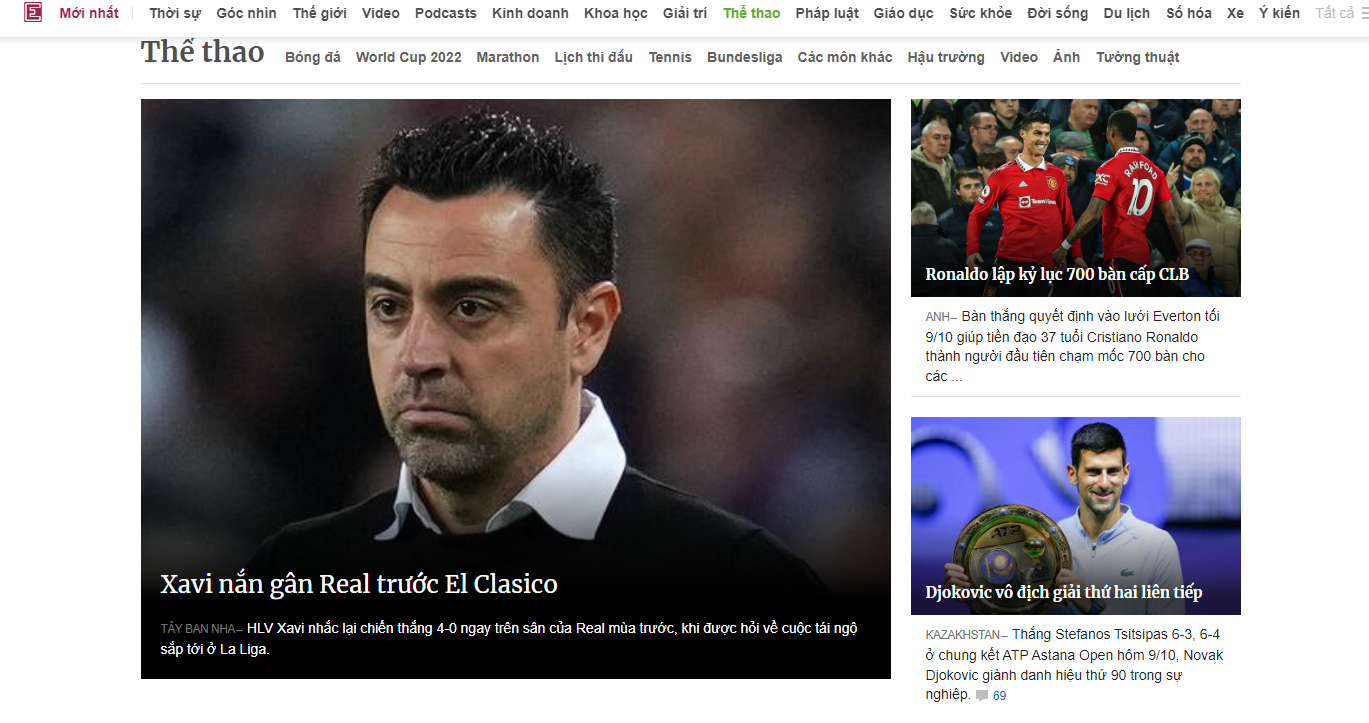 Mới nhất Thời sự Góc nhìn Thế giới Video Podcasts Kinh doanh Khoa học Giải trí Thể thao Pháp luật Giáo dục Sức khỏe Đời sống Du lịch Số hóa Xe Ý kiến Tất cả
Thể thao Bóng đá World Cup 2022 Marathon Lịch thi đấu Tennis Bundesliga Các môn khác Hậu trường Video Ảnh Tường thuật
Xavi nắn gân Real trước El Clasico
TÂY BAN NHA– HLV Xavi nhắc lại chiến thắng 4-0 ngay trên sân của Real mùa trước, khi được hỏi về cuộc tái ngộ
sắp tới ở La Liga.
RASHFORD
10
TeamViewer
Ronaldo lập kỷ lục 700 bàn cấp CLB
ANH– Bàn thắng quyết định vào lưới Everton tối
9/10 giúp tiền đạo 37 tuổi Cristiano Ronaldo
thành người đầu tiên chạm mốc 700 bàn cho
các ...
ATP
Djokovic vô địch giải thứ hai liên tiếp
KAZAKHSTAN– Thắng Stefanos Tsitsipas 6-3, 6-4
ở chung kết ATP Astana Open hôm 9/10, Novak
Djokovic giành danh hiệu thứ 90 trong sự
nghiệp. 69